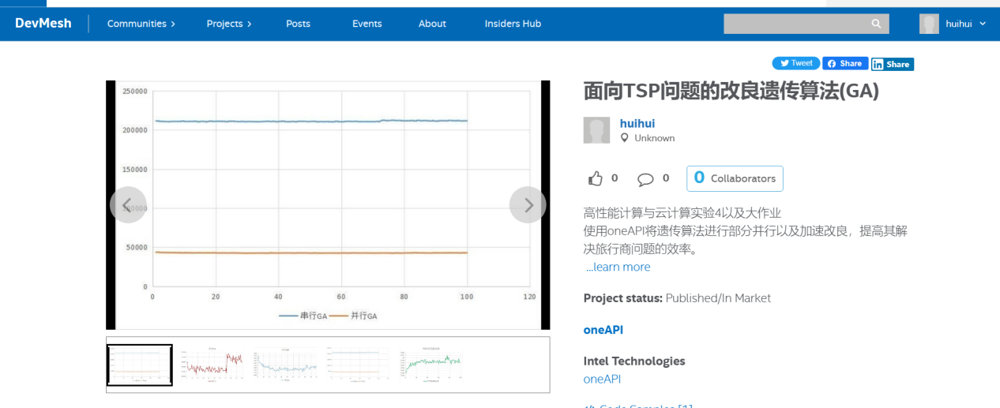 DevMesh
Communities
Projects
Posts
Events
About
Insiders Hub
huihui
Tweet
Share
Share
250000
200000
150000
100000
50000
0
0 20 40 60 80 100 120
串行GA 并行GA
面向TSP问题的改良遗传算法(GA)
huihui
Unknown
0
0
0 Collaborators
高性能计算与云计算实验4以及大作业
使用oneAPI将遗传算法进行部分并行以及加速改良，提高其解
决旅行商问题的效率。
...learn more
Project status: Published/In Market
oneAPI
Intel Technologies
oneAPI
</> Code Samples [1]